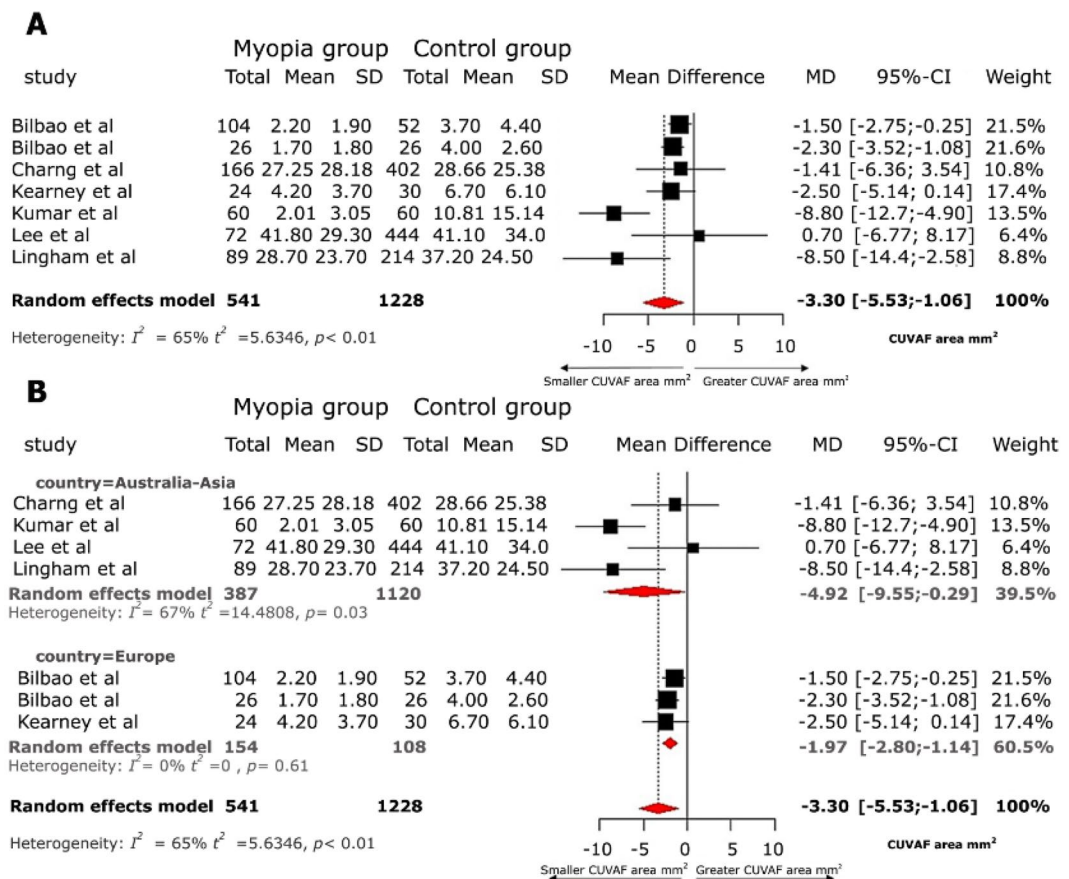 A
Myopia group Control group
study Total Mean SD Total Mean SD Mean Difference MD 95%-CI Weight
Bilbao et al 104 2.20 1.90 52 3.70 4.40 -1.50 [-2.75;-0.25] 21.5%
Bilbao et al 26 1.70 1.80 26 4.00 2.60 -2.30 [-3.52;-1.08] 21.6%
Charng et al 166 27.25 28.18 402 28.66 25.38 -1.41 [-6.36; 3.54] 10.8%
Kearney et al 24 4.20 3.70 30 6.70 6.10 -2.50 [-5.14; 0.14] 17.4%
Kumar et al 60 2.01 3.05 60 10.81 15.14 -8.80 [-12.7;-4.90] 13.5%
Lee et al 72 41.80 29.30 444 41.10 34.0 0.70 [-6.77; 8.17] 6.4%
Lingham et al 89 28.70 23.70 214 37.20 24.50 -8.50 [-14.4;-2.58] 8.8%
Random effects model 541 1228 -3.30 [-5.53;-1.06] 100%
Heterogeneity: I² = 65% t² =5.6346, p< 0.01 CUVAF area mm²
-10 -5 0 5 10
Smaller CUVAF area mm² Greater CUVAF area mm²
B
Myopia group Control group
study Total Mean SD Total Mean SD Mean Difference MD 95%-CI Weight
country=Australia-Asia
Charng et al 166 27.25 28.18 402 28.66 25.38 -1.41 [-6.36; 3.54] 10.8%
Kumar et al 60 2.01 3.05 60 10.81 15.14 -8.80 [-12.7;-4.90] 13.5%
Lee et al 72 41.80 29.30 444 41.10 34.0 0.70 [-6.77; 8.17] 6.4%
Lingham et al 89 28.70 23.70 214 37.20 24.50 -8.50 [-14.4;-2.58] 8.8%
Random effects model 387 1120 -4.92 [-9.55;-0.29] 39.5%
Heterogeneity: I² = 67% t² =14.4808, p= 0.03
country=Europe
Bilbao et al 104 2.20 1.90 52 3.70 4.40 -1.50 [-2.75;-0.25] 21.5%
Bilbao et al 26 1.70 1.80 26 4.00 2.60 -2.30 [-3.52;-1.08] 21.6%
Kearney et al 24 4.20 3.70 30 6.70 6.10 -2.50 [-5.14; 0.14] 17.4%
Random effects model 154 108 -1.97 [-2.80;-1.14] 60.5%
Heterogeneity: I² = 0% t² =0 , p= 0.61
Random effects model 541 1228 -3.30 [-5.53;-1.06] 100%
Heterogeneity: I² = 65% t² =5.6346, p< 0.01 CUVAF area mm²
-10 -5 0 5 10
Smaller CUVAF area mm² Greater CUVAF area mm²